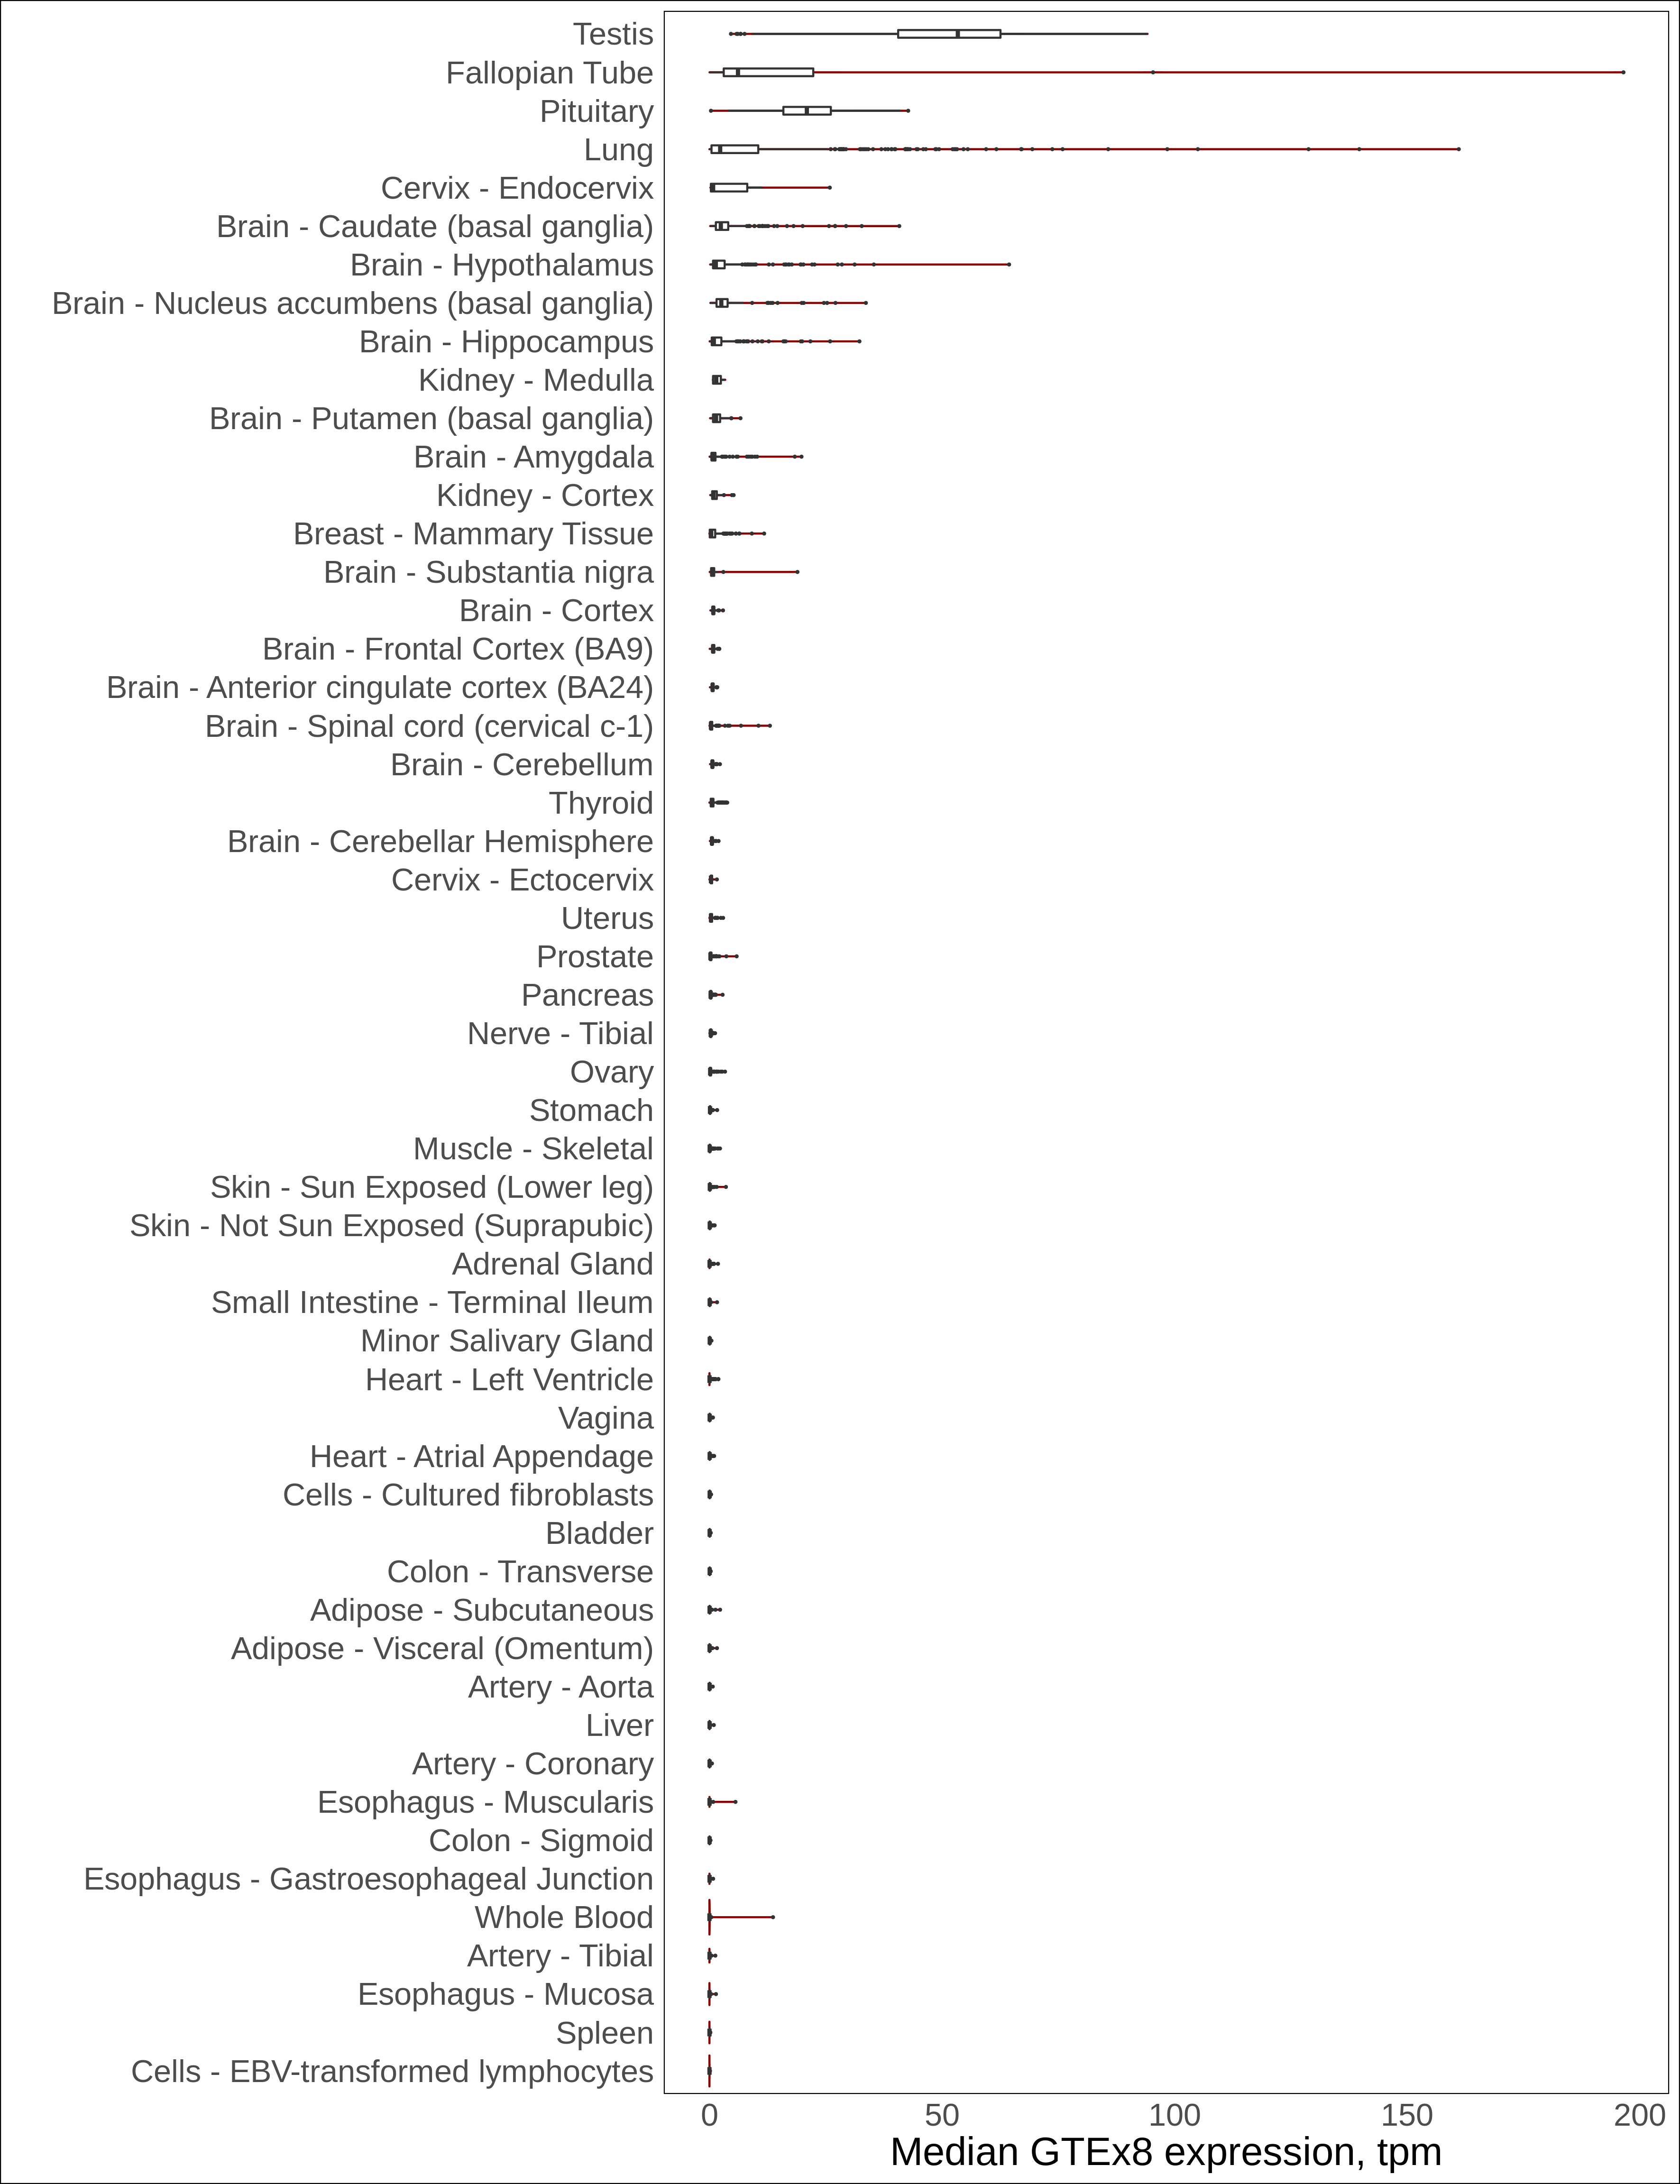 Testis
Fallopian Tube
Pituitary
Lung
Cervix - Endocervix
Brain - Caudate (basal ganglia)
Brain - Hypothalamus
Brain - Nucleus accumbens (basal ganglia)
Brain - Hippocampus
Kidney - Medulla
Brain - Putamen (basal ganglia)
Brain - Amygdala
Kidney - Cortex
Breast - Mammary Tissue
Brain - Substantia nigra
Brain - Cortex
Brain - Frontal Cortex (BA9)
Brain - Anterior cingulate cortex (BA24)
Brain - Spinal cord (cervical c-1)
Brain - Cerebellum
Thyroid
Brain - Cerebellar Hemisphere
Cervix - Ectocervix
Uterus
Prostate
Pancreas
Nerve - Tibial
Ovary
Stomach
Muscle - Skeletal
Skin - Sun Exposed (Lower leg)
Skin - Not Sun Exposed (Suprapubic)
Adrenal Gland
Small Intestine - Terminal Ileum
Minor Salivary Gland
Heart - Left Ventricle
Vagina
Heart - Atrial Appendage
Cells - Cultured fibroblasts
Bladder
Colon - Transverse
Adipose - Subcutaneous
Adipose - Visceral (Omentum)
Artery - Aorta
Liver
Artery - Coronary
Esophagus - Muscularis
Colon - Sigmoid
Esophagus - Gastroesophageal Junction
Whole Blood
Artery - Tibial
Esophagus - Mucosa
Spleen
Cells - EBV-transformed lymphocytes
0 50 100 150 200
Median GTEx8 expression, tpm